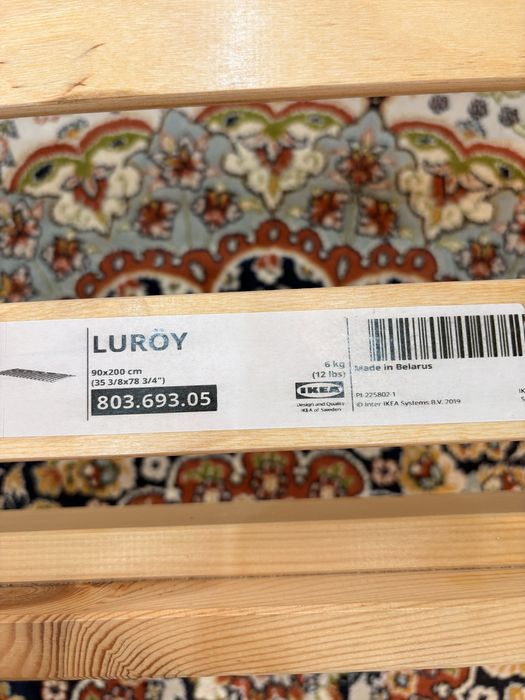 LURÖY
90x200 cm
(35 3/8x78 3/4")
803.693.05
6 kg
(12 lbs)
IKEA
Design and Quality
IKEA of Sweden
Made in Belarus
PI-225802-1
© Inter IKEA Systems B.V. 2019